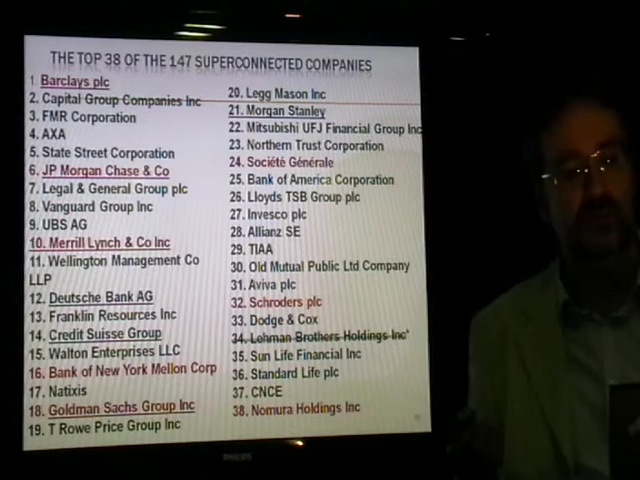 THE TOP 38 OF THE 147 SUPERCONNECTED COMPANIES
1. Barclays plc
2. Capital Group Companies Inc
3. FMR Corporation
4. AXA
5. State Street Corporation
6. JP Morgan Chase & Co
7. Legal & General Group plc
8. Vanguard Group Inc
9. UBS AG
10. Merrill Lynch & Co Inc
11. Wellington Management Co
LLP
12. Deutsche Bank AG
13. Franklin Resources Inc
14. Credit Suisse Group
15. Walton Enterprises LLC
16. Bank of New York Mellon Corp
17. Natixis
18. Goldman Sachs Group Inc
19. T Rowe Price Group Inc
20. Legg Mason Inc
21. Morgan Stanley
22. Mitsubishi UFJ Financial Group Inc
23. Northern Trust Corporation
24. Société Générale
25. Bank of America Corporation
26. Lloyds TSB Group plc
27. Invesco plc
28. Allianz SE
29. TIAA
30. Old Mutual Public Ltd Company
31. Aviva plc
32. Schroders plc
33. Dodge & Cox
34. Lehman Brothers Holdings Inc*
35. Sun Life Financial Inc
36. Standard Life plc
37. CNCE
38. Nomura Holdings Inc
PHILIPS